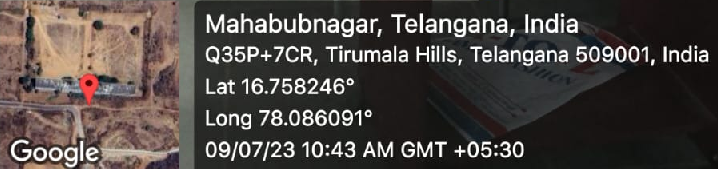 Mahabubnagar, Telangana, India
Q35P+7CR, Tirumala Hills, Telangana 509001, India
Lat 16.758246°
Long 78.086091°
09/07/23 10:43 AM GMT +05:30
Google